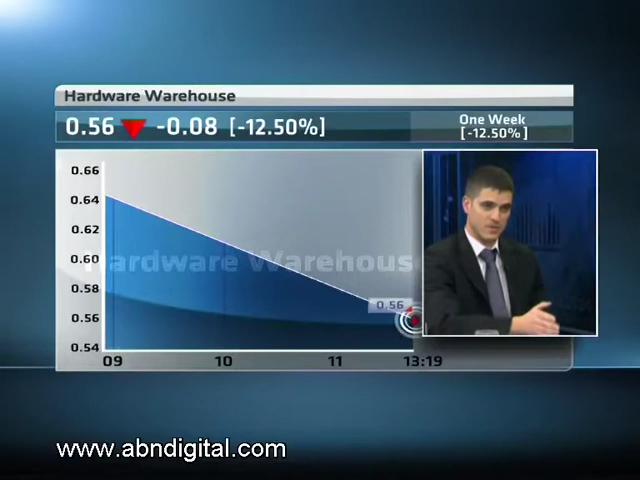 Hardware Warehouse
0.56 -0.08 [-12.50%]
One Week
[-12.50%]
0.66
0.64
0.62
0.60
0.58
0.56
0.54
Hardware Warehouse
0.56
09 10 11 13:19
www.abndigital.com